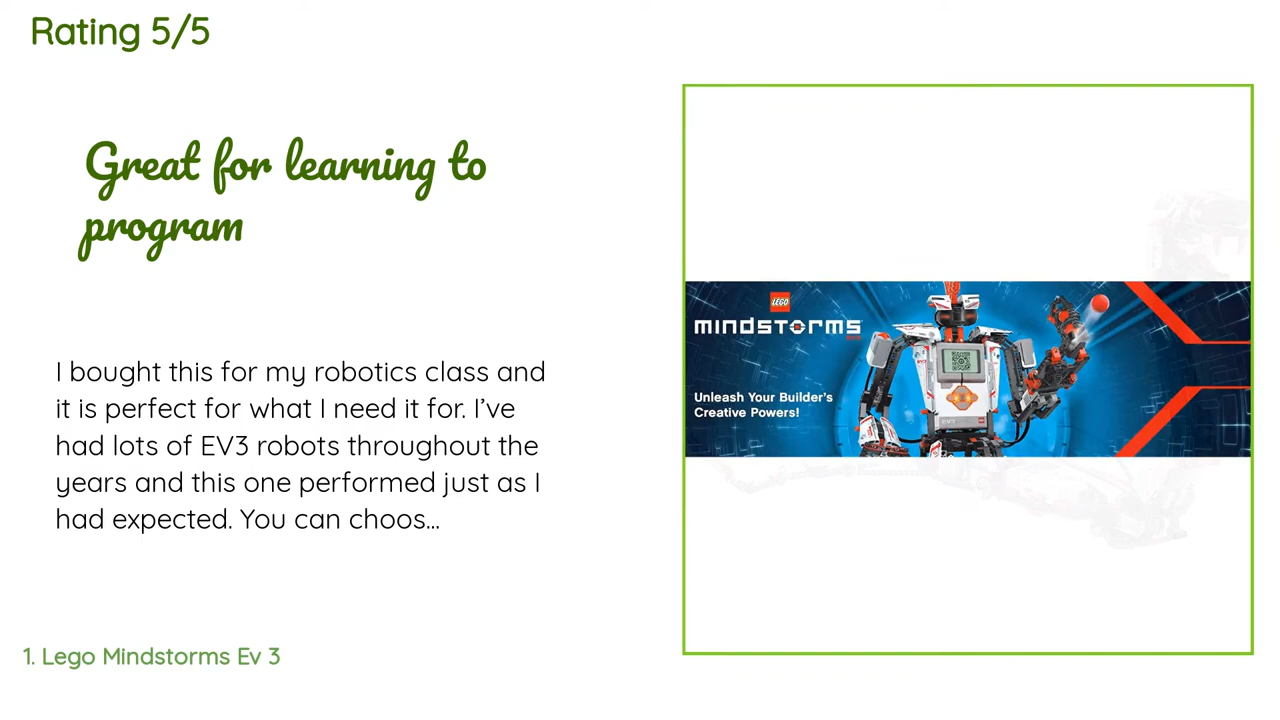 Rating 5/5
Great for learning to
program
I bought this for my robotics class and
it is perfect for what I need it for. I’ve
had lots of EV3 robots throughout the
years and this one performed just as I
had expected. You can choos...
LEGO
mindstorms
EV3
Unleash Your Builder’s
Creative Powers!
1. Lego Mindstorms Ev 3